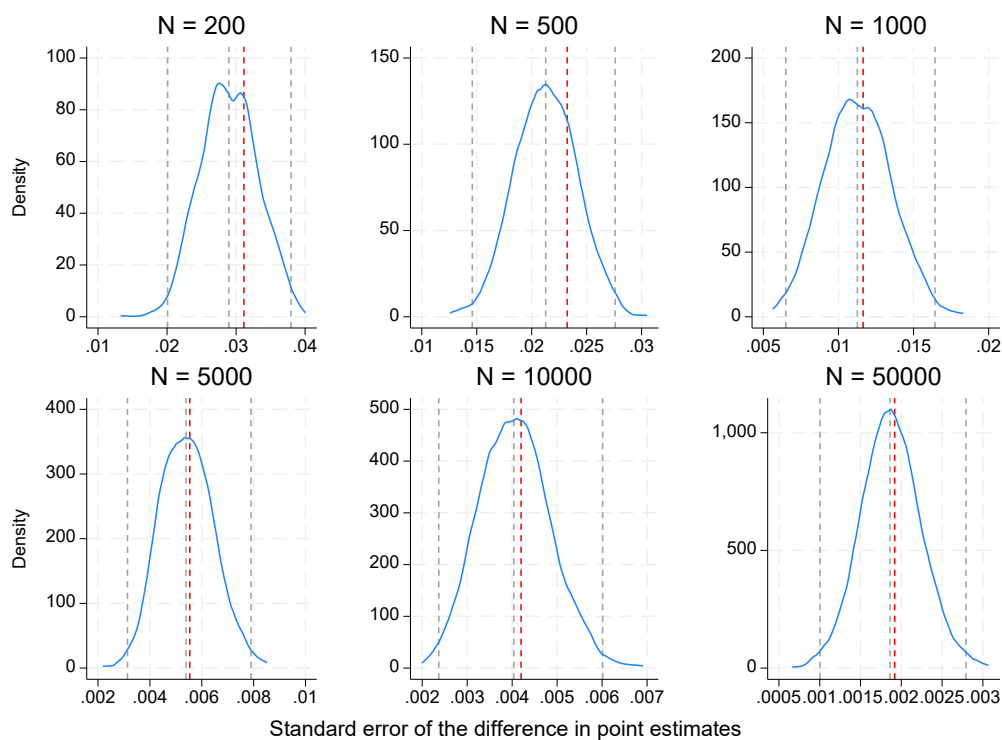 N = 200
N = 500
N = 1000
Density
100
80
60
40
20
0
.01 .02 .03 .04
150
100
50
0
.01 .015 .02 .025 .03
200
150
100
50
0
.005 .01 .015 .02
N = 5000
N = 10000
N = 50000
Density
400
300
200
100
0
.002 .004 .006 .008 .01
500
400
300
200
100
0
.002 .003 .004 .005 .006 .007
1,000
500
0
.0005 .001 .0015 .002 .0025 .003
Standard error of the difference in point estimates